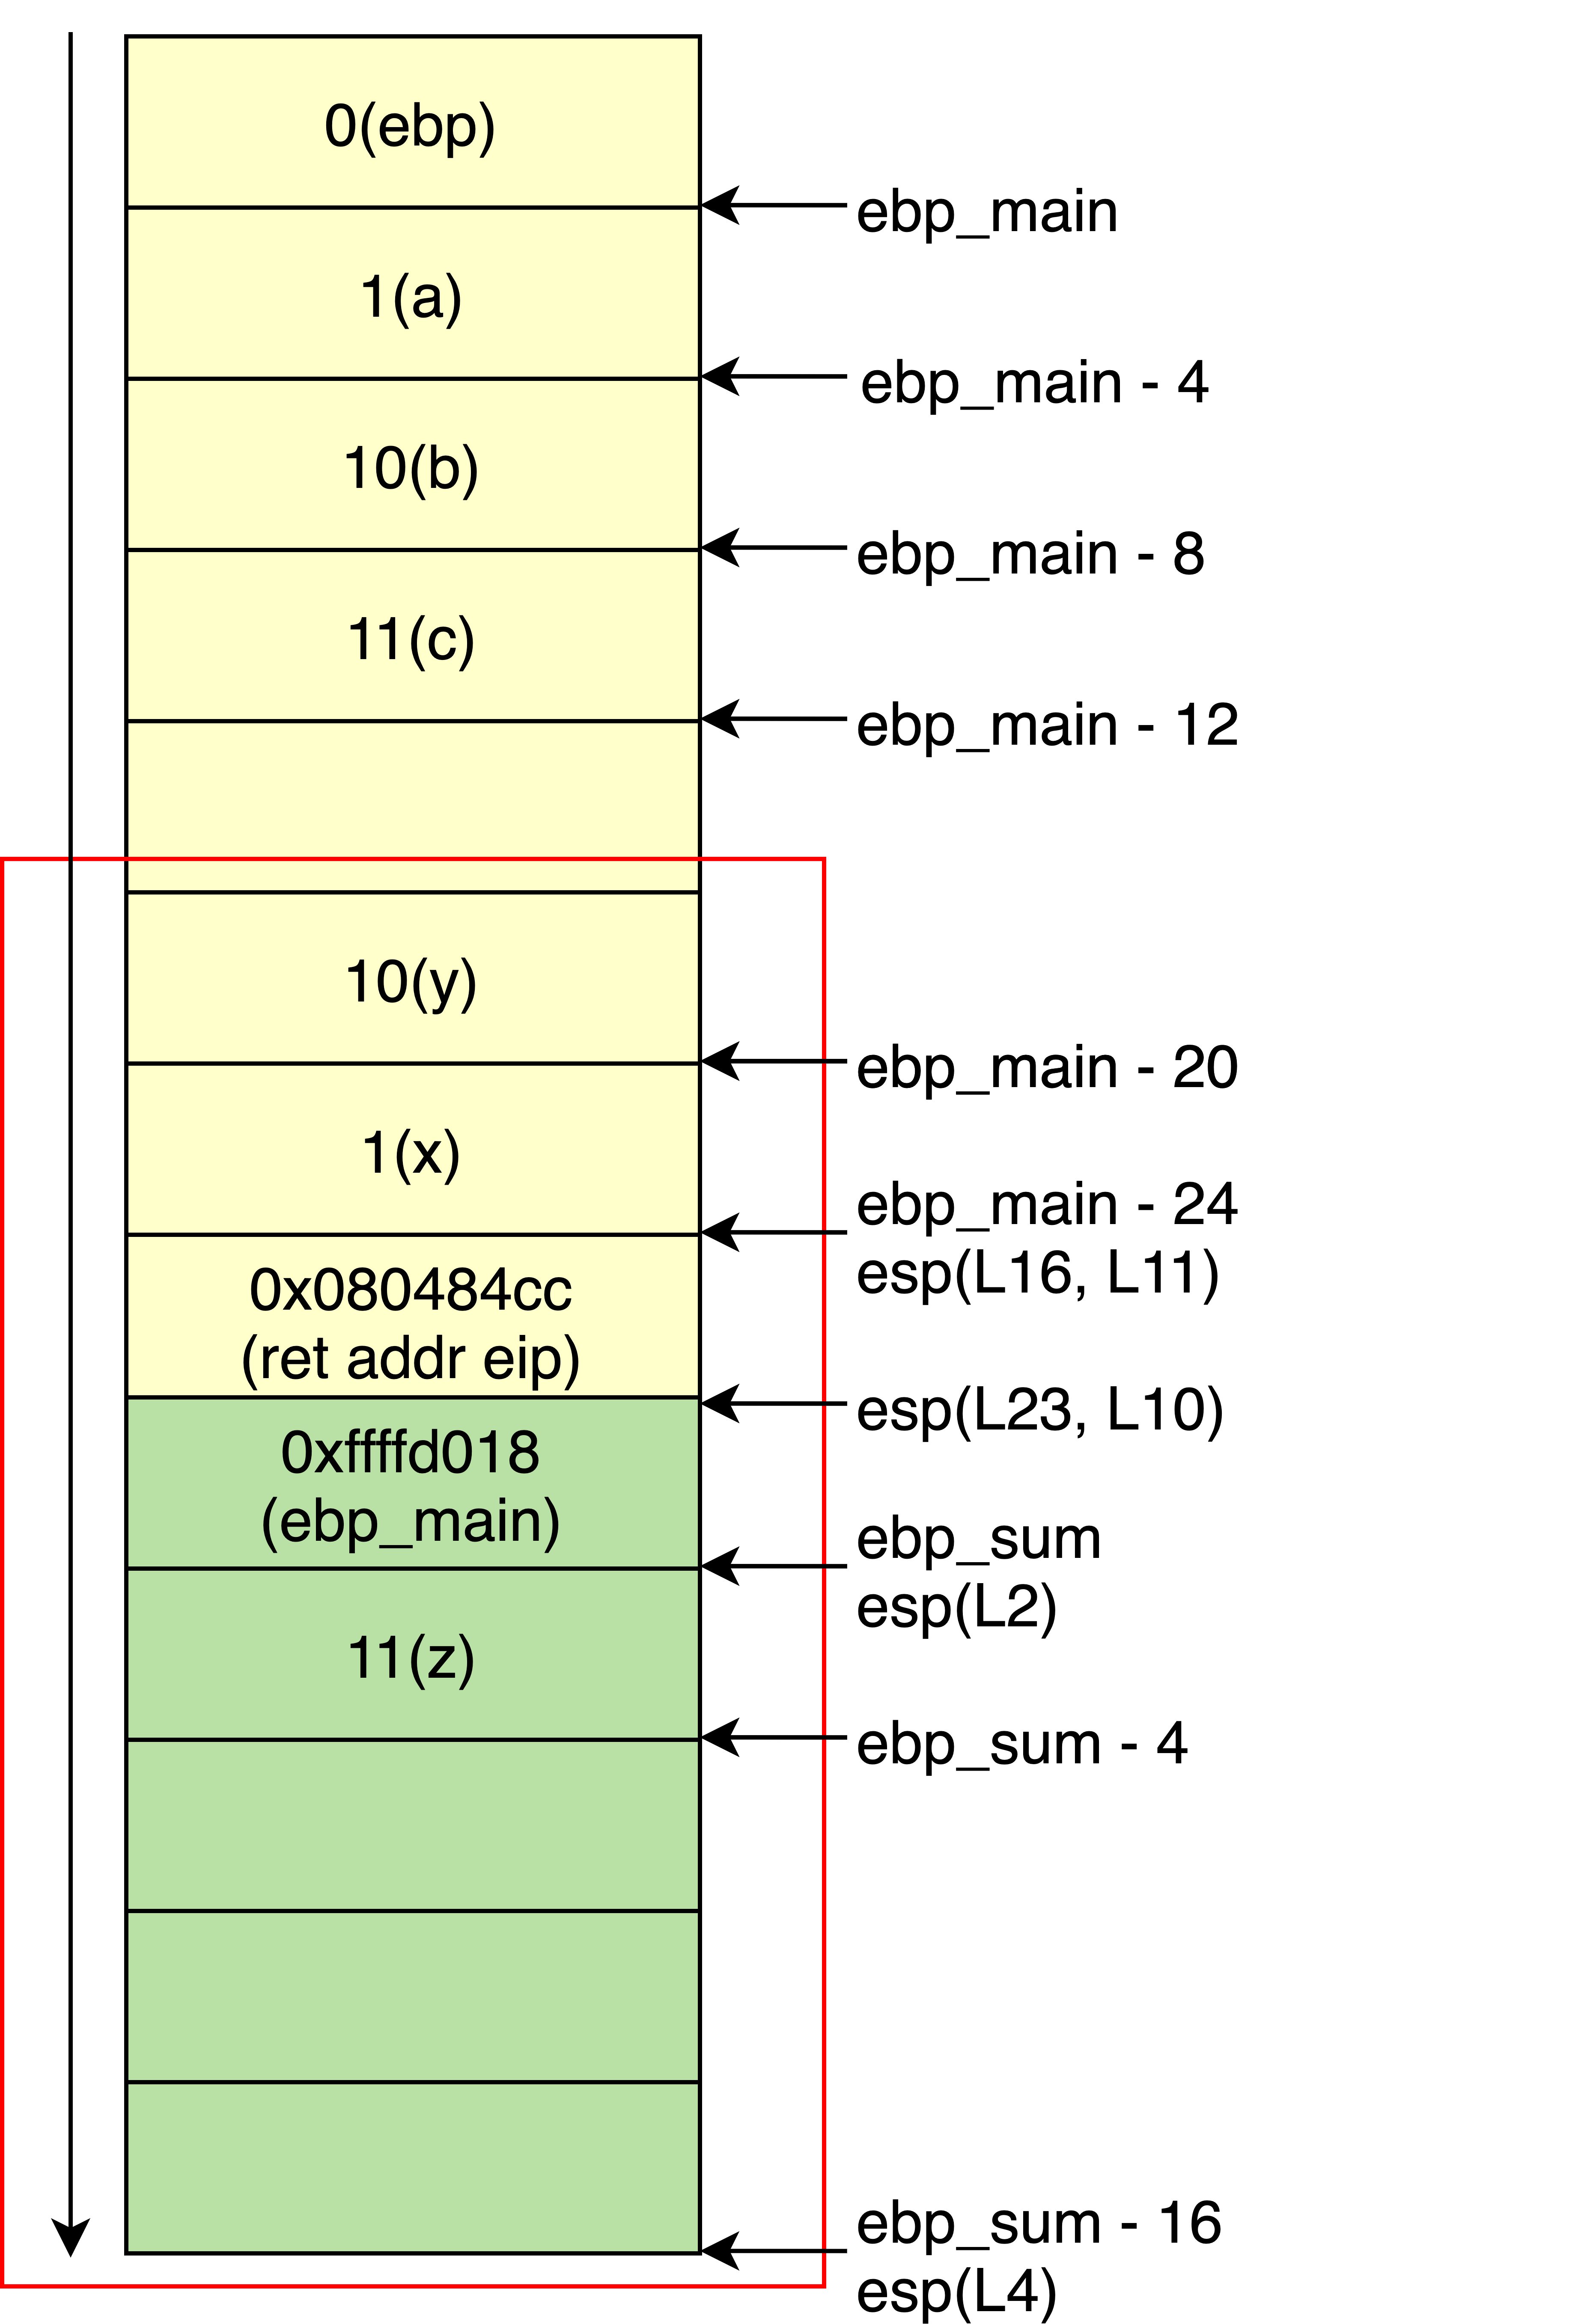 0(ebp)
ebp_main
1(a)
ebp_main - 4
10(b)
ebp_main - 8
11(c)
ebp_main - 12
10(y)
ebp_main - 20
1(x)
ebp_main - 24
esp(L16, L11)
0x080484cc
(ret addr eip)
esp(L23, L10)
0xffffd018
(ebp_main)
ebp_sum
esp(L2)
11(z)
ebp_sum - 4
ebp_sum - 16
esp(L4)